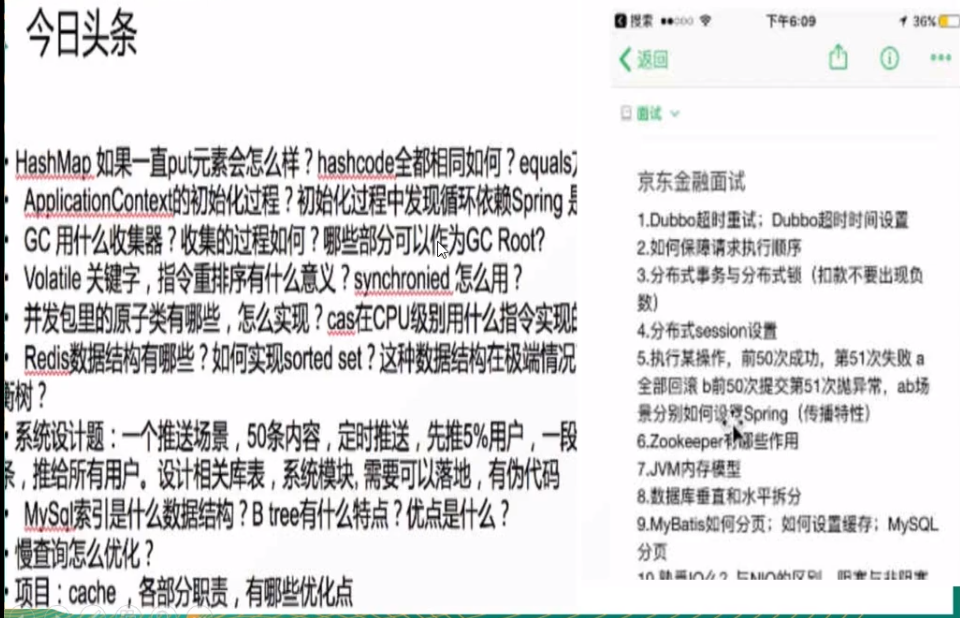 今日头条
• HashMap 如果一直put元素会怎么样？hashcode全都相同如何？equals方
• ApplicationContext的初始化过程？初始化过程中发现循环依赖Spring 是
• GC 用什么收集器？收集的过程如何？哪些部分可以作为GC Root?
• Volatile 关键字，指令重排序有什么意义？synchronied 怎么用？
• 并发包里的原子类有哪些，怎么实现？cas在CPU级别用什么指令实现的
• Redis数据结构有哪些？如何实现sorted set？这种数据结构在极端情况
衡树？
• 系统设计题：一个推送场景，50条内容，定时推送，先推5%用户，一段
条，推给所有用户。设计相关库表，系统模块, 需要可以落地，有伪代码
• MySql索引是什么数据结构？B tree有什么特点？优点是什么？
• 慢查询怎么优化？
• 项目：cache ，各部分职责，有哪些优化点
搜索
下午6:09
36%
返回
面试
京东金融面试
1.Dubbo超时重试；Dubbo超时时间设置
2.如何保障请求执行顺序
3.分布式事务与分布式锁（扣款不要出现负
数）
4.分布式session设置
5.执行某操作，前50次成功，第51次失败 a
全部回滚 b前50次提交第51次抛异常，ab场
景分别如何设置Spring（传播特性）
6.Zookeeper有哪些作用
7.JVM内存模型
8.数据库垂直和水平拆分
9.MyBatis如何分页；如何设置缓存；MySQL
分页